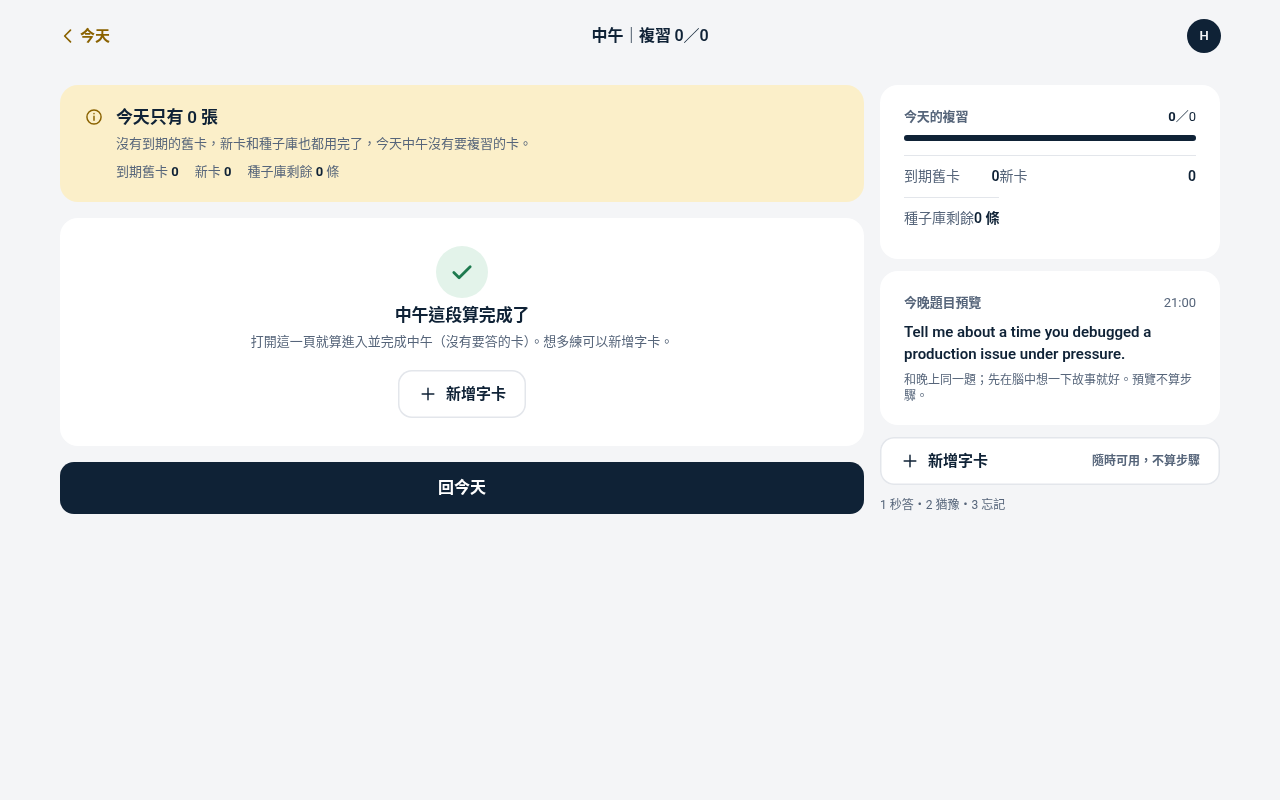 今天
中午｜複習 0／0
H
今天只有 0 張
沒有到期的舊卡，新卡和種子庫也都用完了，今天中午沒有要複習的卡。
到期舊卡 0 新卡 0 種子庫剩餘 0 條
中午這段算完成了
打開這一頁就算進入並完成中午（沒有要答的卡）。想多練可以新增字卡。
新增字卡
回今天
今天的複習 0／0
到期舊卡 0 新卡 0
種子庫剩餘 0 條
今晚題目預覽 21:00
Tell me about a time you debugged a
production issue under pressure.
和晚上同一題；先在腦中想一下故事就好。預覽不算步
驟。
新增字卡 隨時可用，不算步驟
1 秒答・2 猶豫・3 忘記